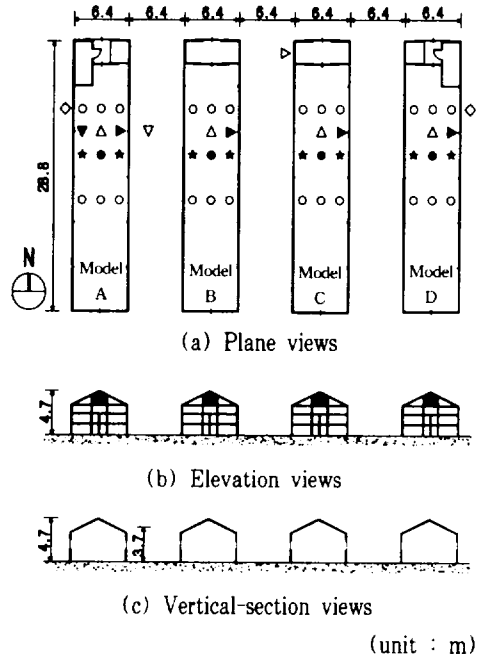 6.4 6.4 6.4 6.4 6.4 6.4 6.4
28.8
N
Model A
Model B
Model C
Model D
(a) Plane views
4.7
(b) Elevation views
4.7 3.7
(c) Vertical-section views
(unit : m)